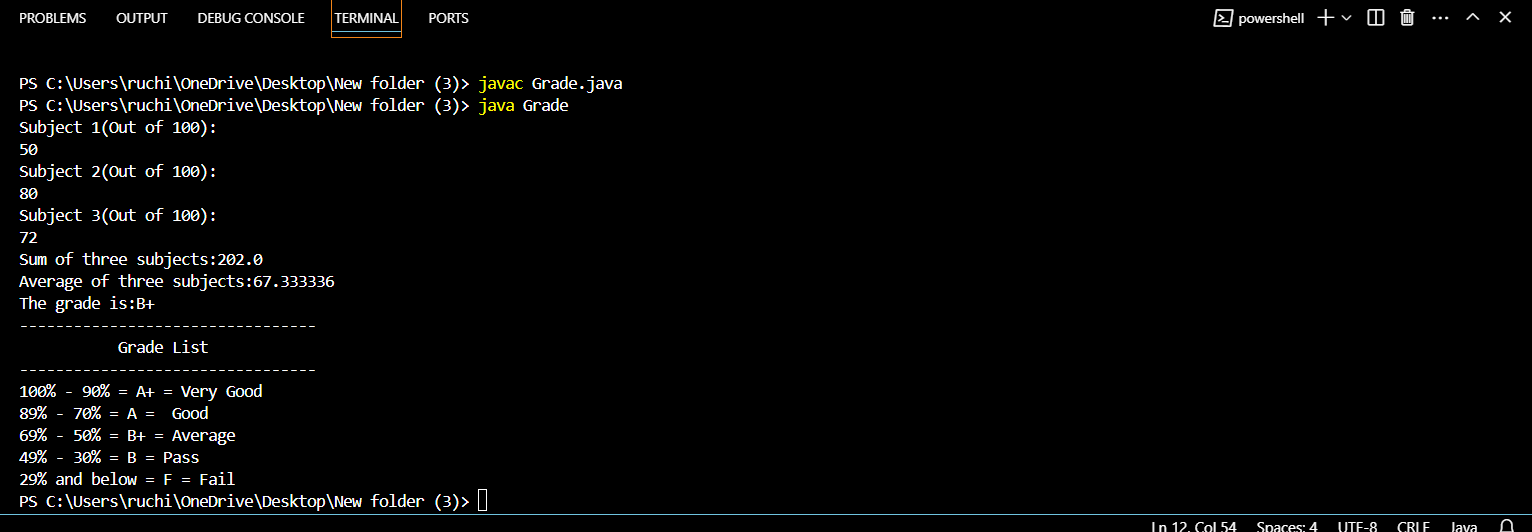 PROBLEMS OUTPUT DEBUG CONSOLE TERMINAL PORTS powershell
PS C:\Users\ruchi\OneDrive\Desktop\New folder (3)> javac Grade.java
PS C:\Users\ruchi\OneDrive\Desktop\New folder (3)> java Grade
Subject 1(Out of 100):
50
Subject 2(Out of 100):
80
Subject 3(Out of 100):
72
Sum of three subjects:202.0
Average of three subjects:67.333336
The grade is:B+
---------------------------------
           Grade List
---------------------------------
100% - 90% = A+ = Very Good
89% - 70% = A =  Good
69% - 50% = B+ = Average
49% - 30% = B = Pass
29% and below = F = Fail
PS C:\Users\ruchi\OneDrive\Desktop\New folder (3)>
Ln 12, Col 54 Spaces: 4 UTF-8 CRLF Java